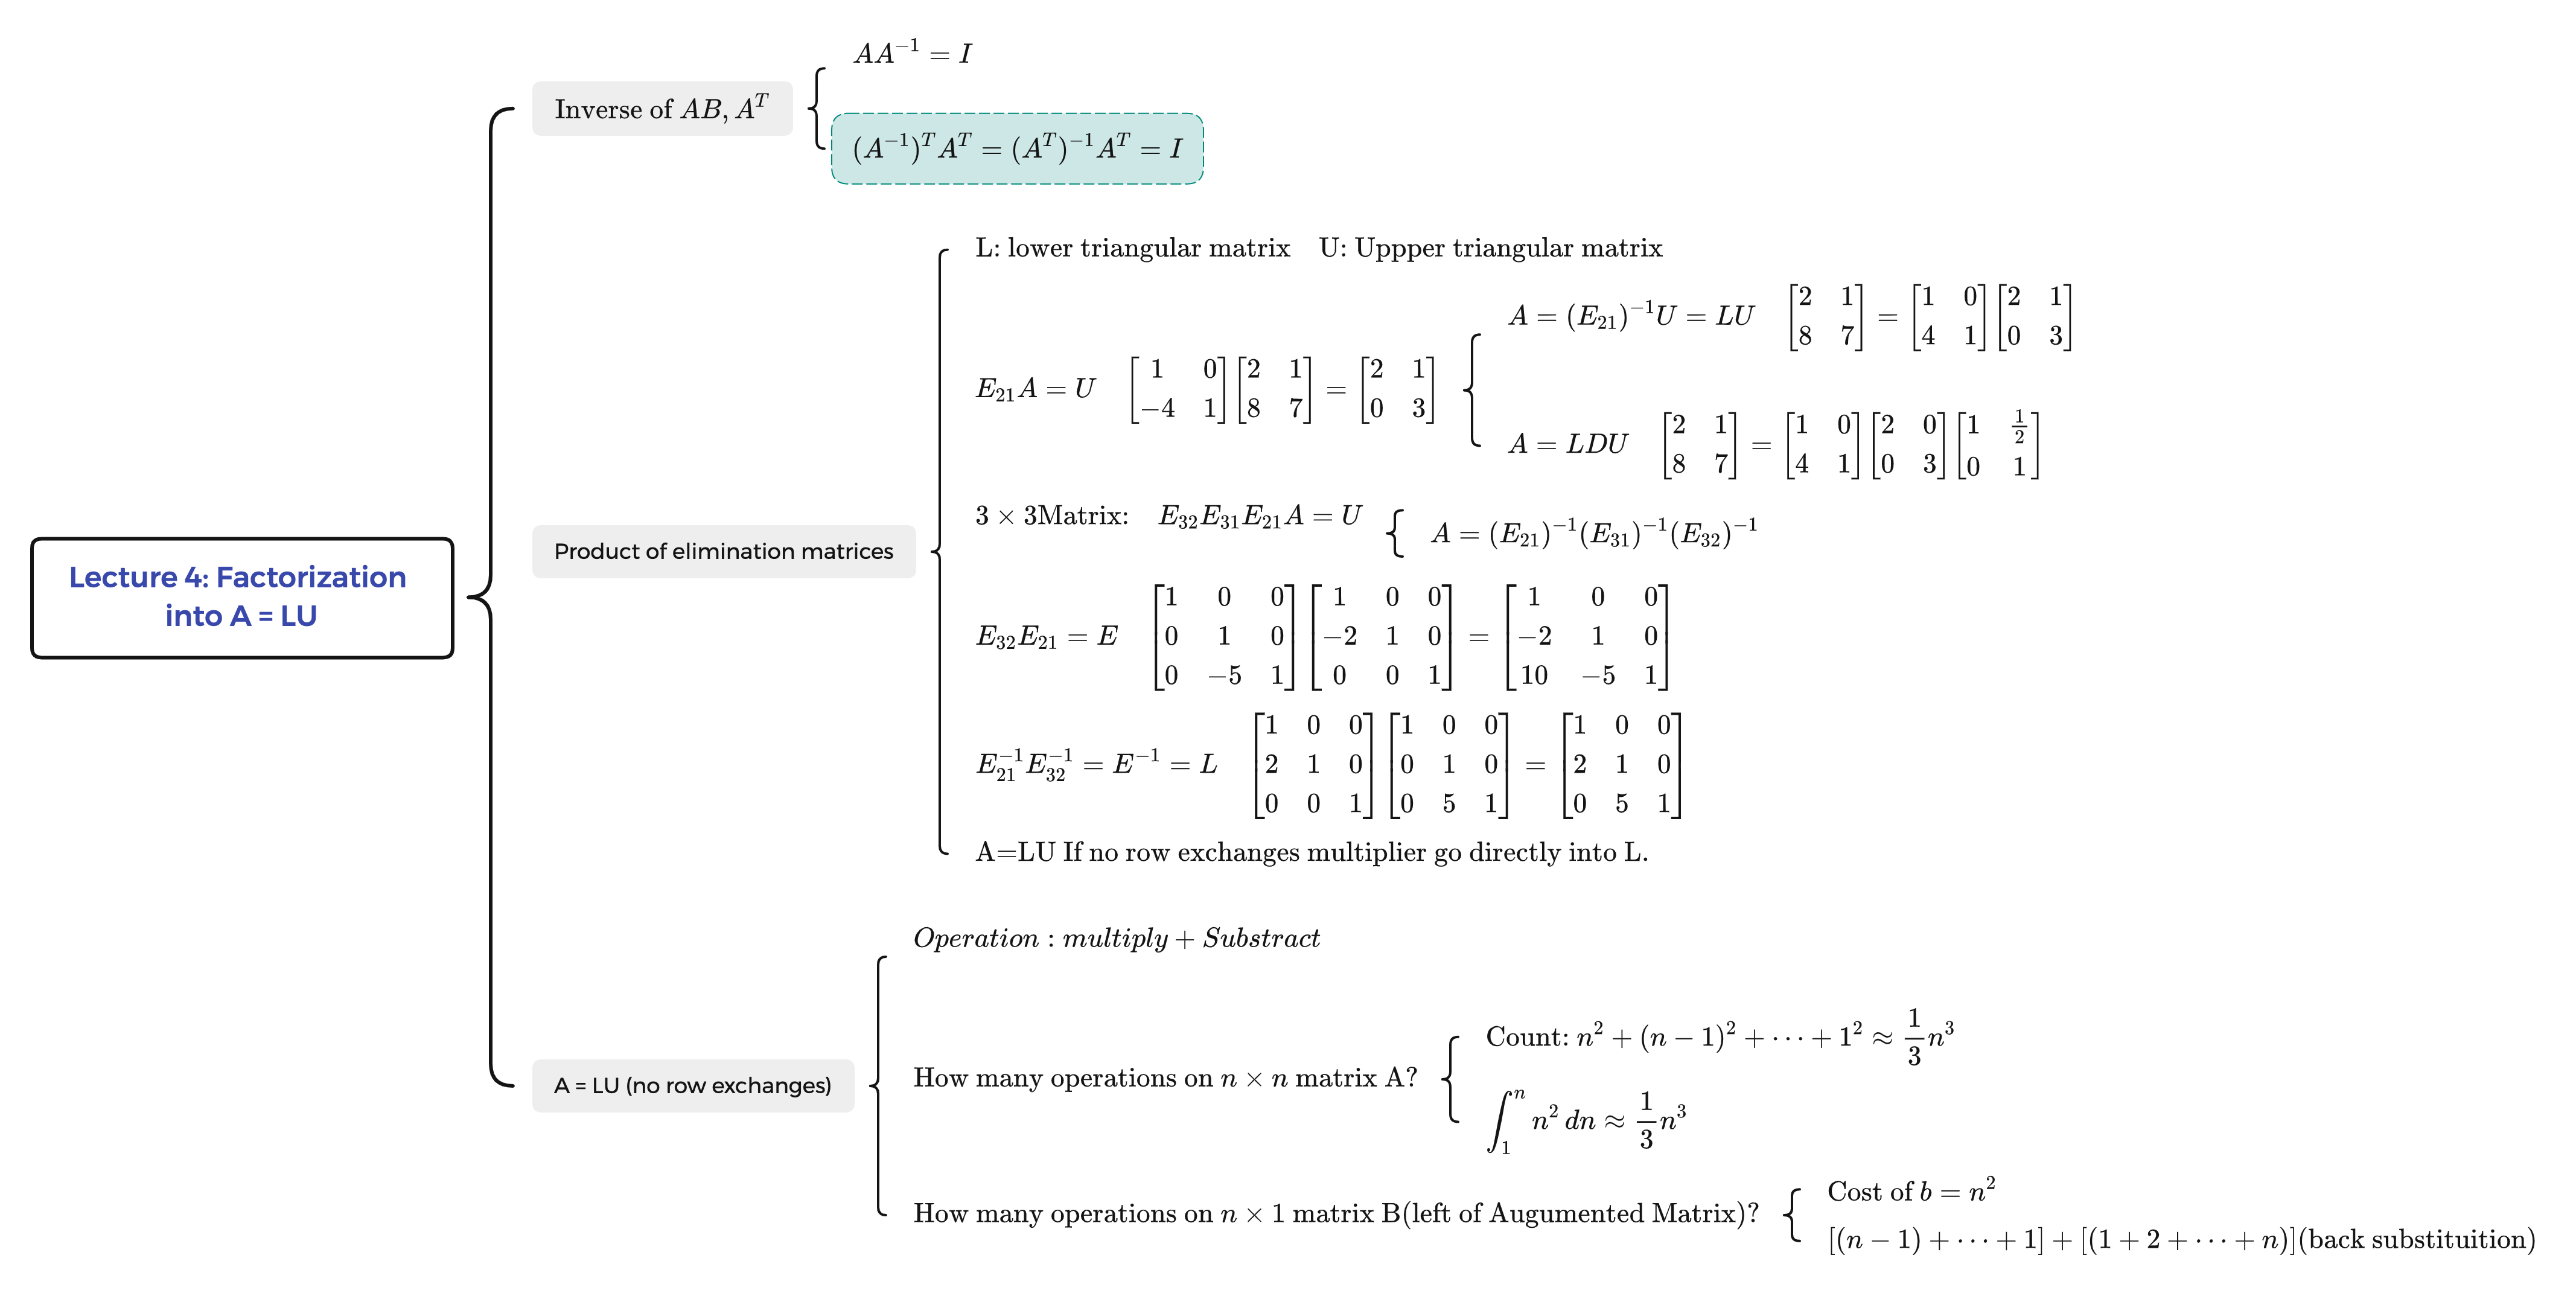 Lecture 4: Factorization
into A = LU
Inverse of $AB, A^T$
$AA^{-1} = I$
$(A^{-1})^T A^T = (A^T)^{-1} A^T = I$
Product of elimination matrices
L: lower triangular matrix U: Uppper triangular matrix
$E_{21}A = U \quad \begin{bmatrix} 1 & 0 \\ -4 & 1 \end{bmatrix} \begin{bmatrix} 2 & 1 \\ 8 & 7 \end{bmatrix} = \begin{bmatrix} 2 & 1 \\ 0 & 3 \end{bmatrix}$
$A = (E_{21})^{-1}U = LU \quad \begin{bmatrix} 2 & 1 \\ 8 & 7 \end{bmatrix} = \begin{bmatrix} 1 & 0 \\ 4 & 1 \end{bmatrix} \begin{bmatrix} 2 & 1 \\ 0 & 3 \end{bmatrix}$
$A = LDU \quad \begin{bmatrix} 2 & 1 \\ 8 & 7 \end{bmatrix} = \begin{bmatrix} 1 & 0 \\ 4 & 1 \end{bmatrix} \begin{bmatrix} 2 & 0 \\ 0 & 3 \end{bmatrix} \begin{bmatrix} 1 & \frac{1}{2} \\ 0 & 1 \end{bmatrix}$
$3 \times 3$Matrix: $E_{32}E_{31}E_{21}A = U$
$A = (E_{21})^{-1}(E_{31})^{-1}(E_{32})^{-1}$
$E_{32}E_{21} = E \quad \begin{bmatrix} 1 & 0 & 0 \\ 0 & 1 & 0 \\ 0 & -5 & 1 \end{bmatrix} \begin{bmatrix} 1 & 0 & 0 \\ -2 & 1 & 0 \\ 0 & 0 & 1 \end{bmatrix} = \begin{bmatrix} 1 & 0 & 0 \\ -2 & 1 & 0 \\ 10 & -5 & 1 \end{bmatrix}$
$E_{21}^{-1}E_{32}^{-1} = E^{-1} = L \quad \begin{bmatrix} 1 & 0 & 0 \\ 2 & 1 & 0 \\ 0 & 0 & 1 \end{bmatrix} \begin{bmatrix} 1 & 0 & 0 \\ 0 & 1 & 0 \\ 0 & 5 & 1 \end{bmatrix} = \begin{bmatrix} 1 & 0 & 0 \\ 2 & 1 & 0 \\ 0 & 5 & 1 \end{bmatrix}$
A=LU If no row exchanges multiplier go directly into L.
A = LU (no row exchanges)
$Operation : multiply + Substract$
How many operations on $n \times n$ matrix A?
Count: $n^2 + (n-1)^2 + \cdots + 1^2 \approx \frac{1}{3}n^3$
$\int_1^n n^2 \, dn \approx \frac{1}{3}n^3$
How many operations on $n \times 1$ matrix B(left of Augumented Matrix)?
Cost of $b = n^2$
$[(n-1) + \cdots + 1] + [(1 + 2 + \cdots + n)]$(back substituition)